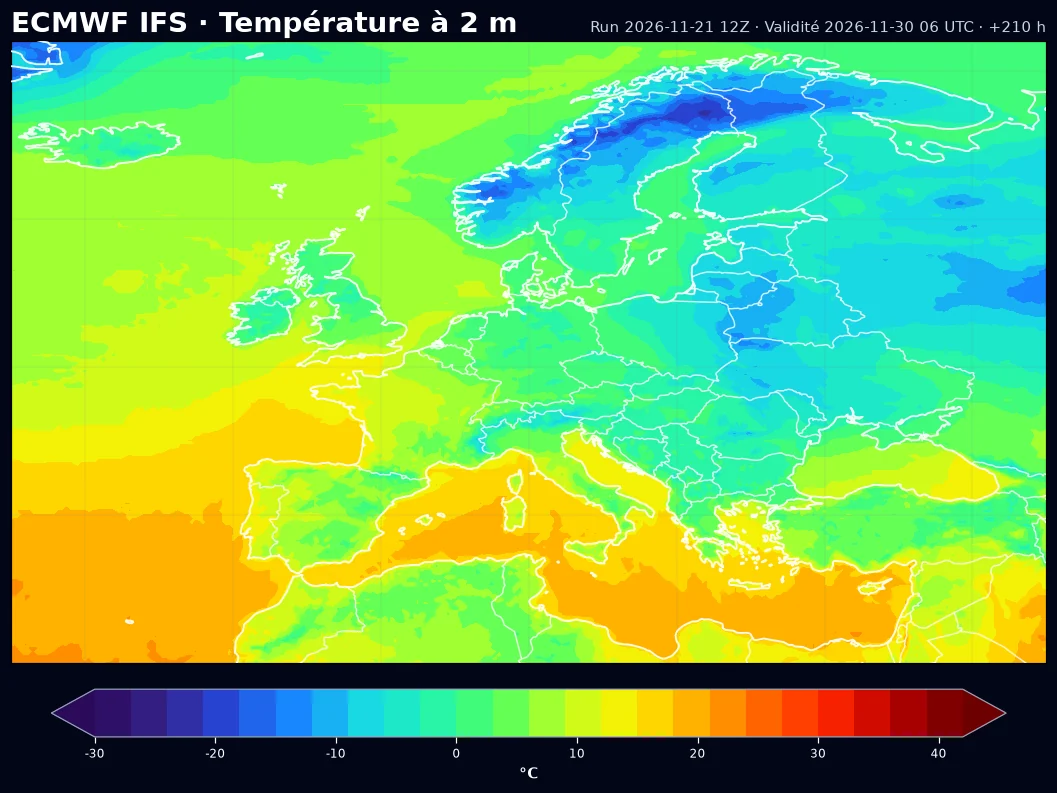 ECMWF IFS · Température à 2 m
Run 2026-11-21 12Z · Validité 2026-11-30 06 UTC · +210 h
-30 -20 -10 0 10 20 30 40
°C